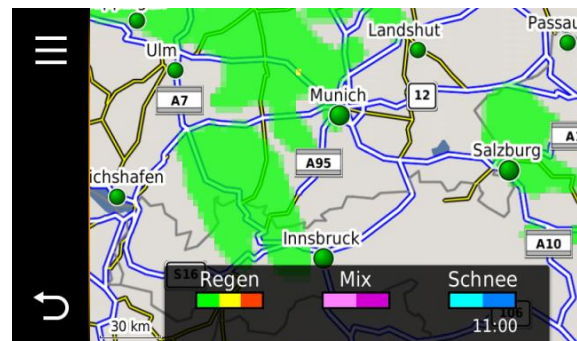 Landshut
Passau
Ulm
A7
Munich
12
A95
Salzburg
ichshafen
Innsbruck
A10
S16
Regen Mix Schnee
11:00
106
30 km